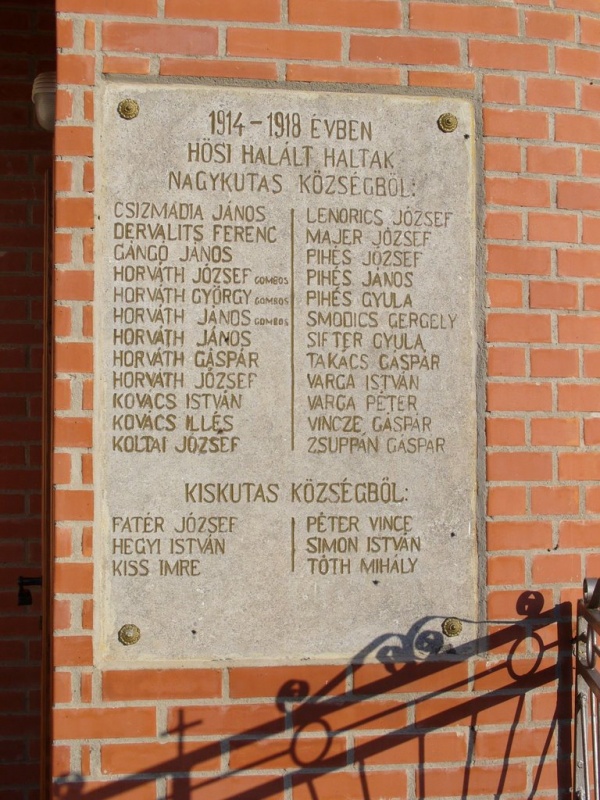 1914 - 1918 ÉVBEN
HŐSI HALÁLT HALTAK
NAGYKUTAS KÖZSÉGBŐL:
CSIZMADIA JÁNOS
DERVALITS FERENC
GÁNGÓ JÁNOS
HORVÁTH JÓZSEF GOMBOS
HORVÁTH GYÖRGY GOMBOS
HORVÁTH JÁNOS GOMBOS
HORVÁTH JÁNOS
HORVÁTH GÁSPÁR
HORVÁTH JÓZSEF
KOVÁCS ISTVÁN
KOVÁCS ILLÉS
KOLTAI JÓZSEF
LENDRICS JÓZSEF
MAJER JÓZSEF
PIHÉS JÓZSEF
PIHÉS JÁNOS
PIHÉS GYULA
SMODICS GERGELY
SIFTER GYULA
TAKÁCS GÁSPÁR
VARGA ISTVÁN
VARGA PÉTER
VINCZE GÁSPÁR
ZSUPPÁN GÁSPÁR
KISKUTAS KÖZSÉGBŐL:
FATÉR JÓZSEF
HEGYI ISTVÁN
KISS IMRE
PÉTER VINCE
SIMON ISTVÁN
TÓTH MIHÁLY